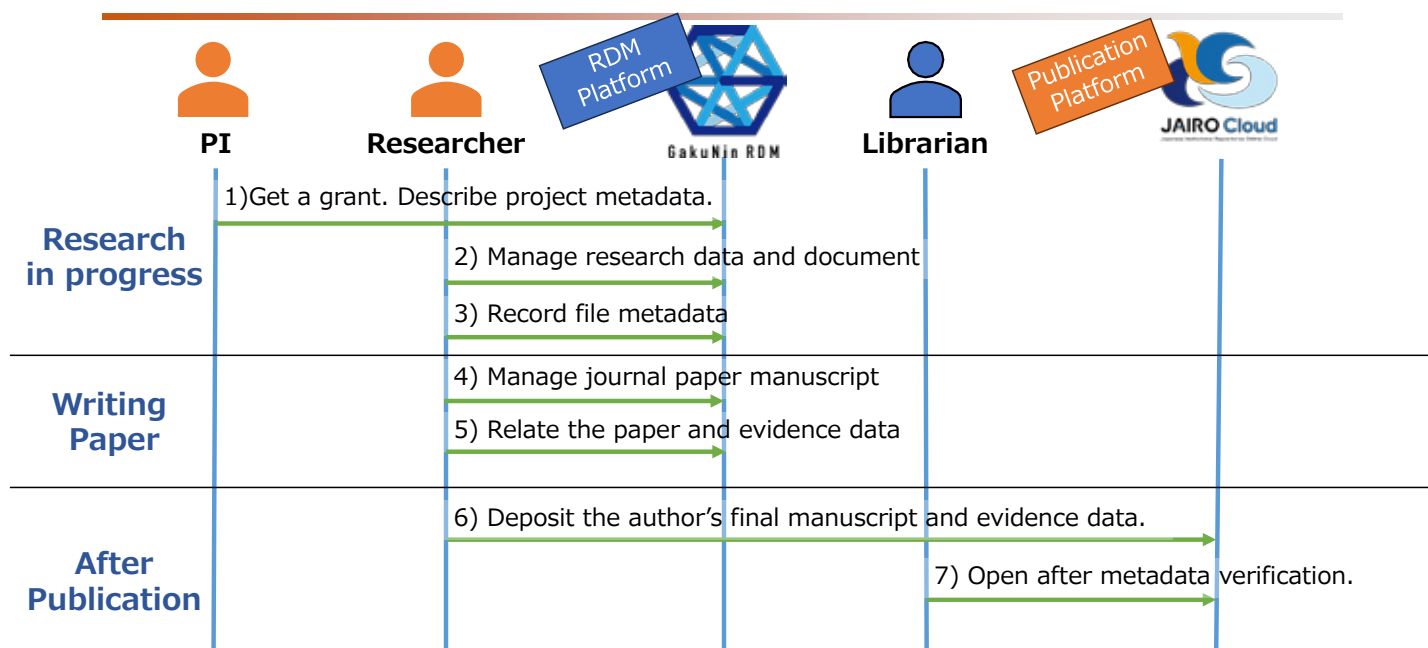 RDM
Platform
Publication
Platform
PI
Researcher
GakuNin RDM
Librarian
JAIRO Cloud
1)Get a grant. Describe project metadata.
Research
in progress
2) Manage research data and document
3) Record file metadata
4) Manage journal paper manuscript
Writing
Paper
5) Relate the paper and evidence data
6) Deposit the author’s final manuscript and evidence data.
After
Publication
7) Open after metadata verification.